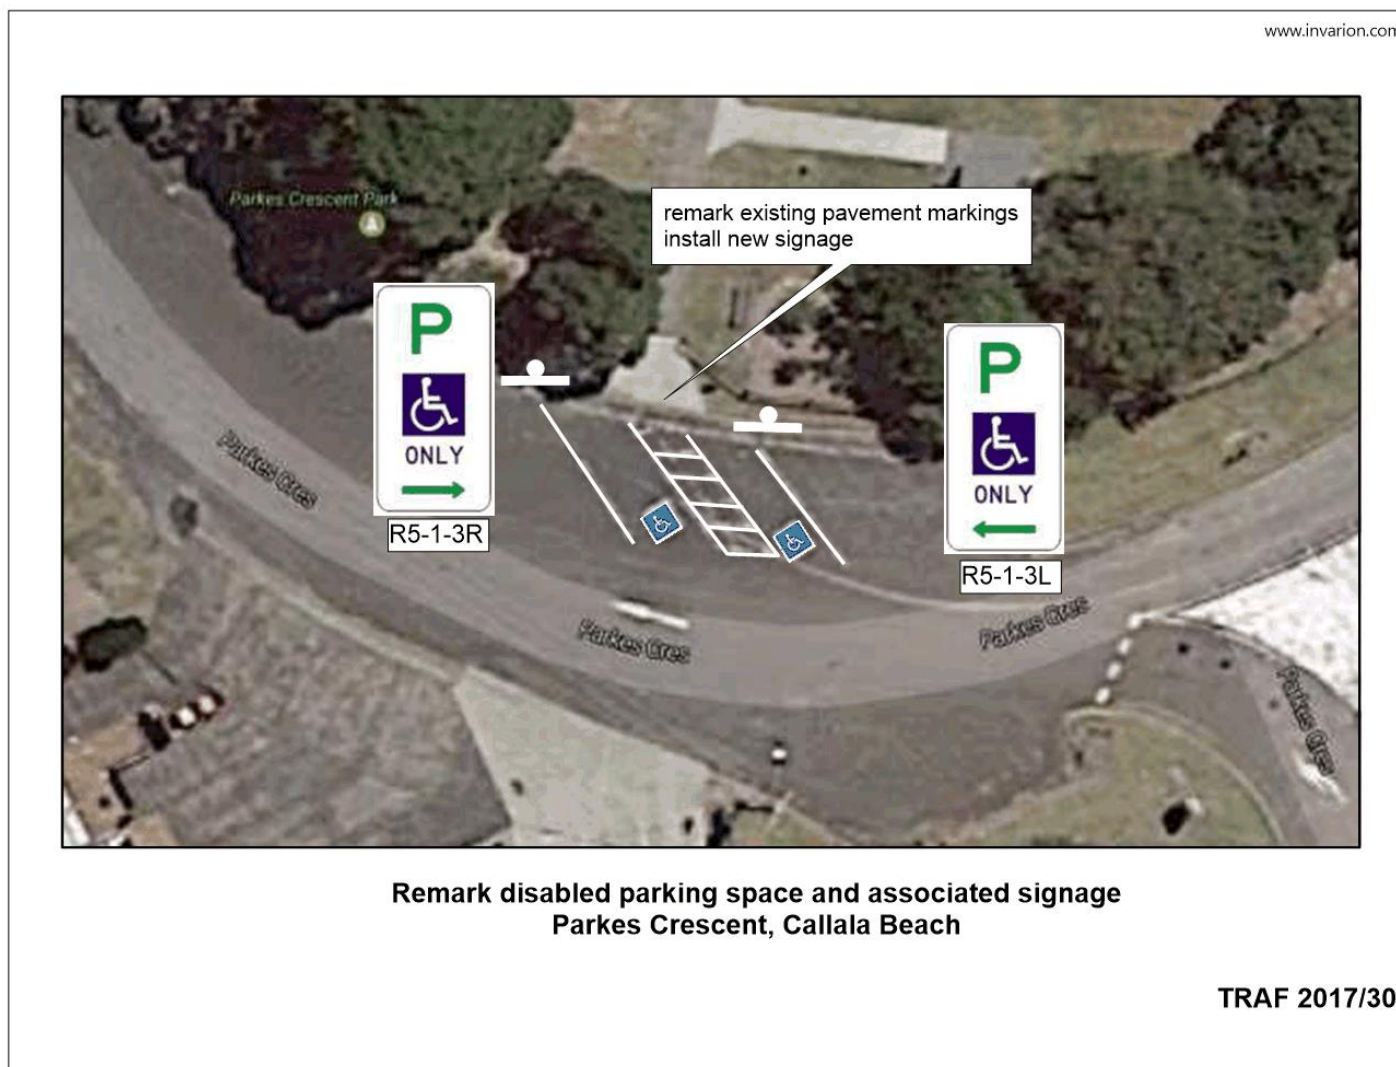 www.invarion.com
Parkes Crescent Park
remark existing pavement markings
install new signage
P
ONLY
R5-1-3R
P
ONLY
R5-1-3L
Parkes Cres
Parkes Cres
Parkes Cres
Parkes Cres
Remark disabled parking space and associated signage
Parkes Crescent, Callala Beach
TRAF 2017/30